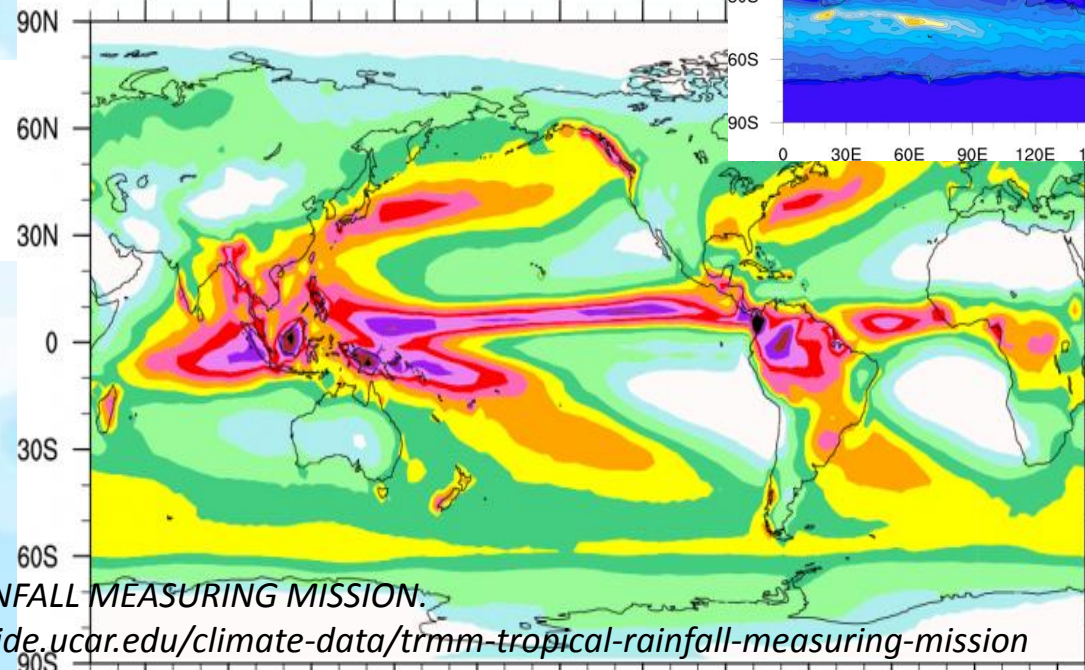 90N
60N
30N
0
30S
60S
90S
60S
90S
0 30E 60E 90E 120E
NFALL MEASURING MISSION.
ide.ucar.edu/climate-data/trmm-tropical-rainfall-measuring-mission